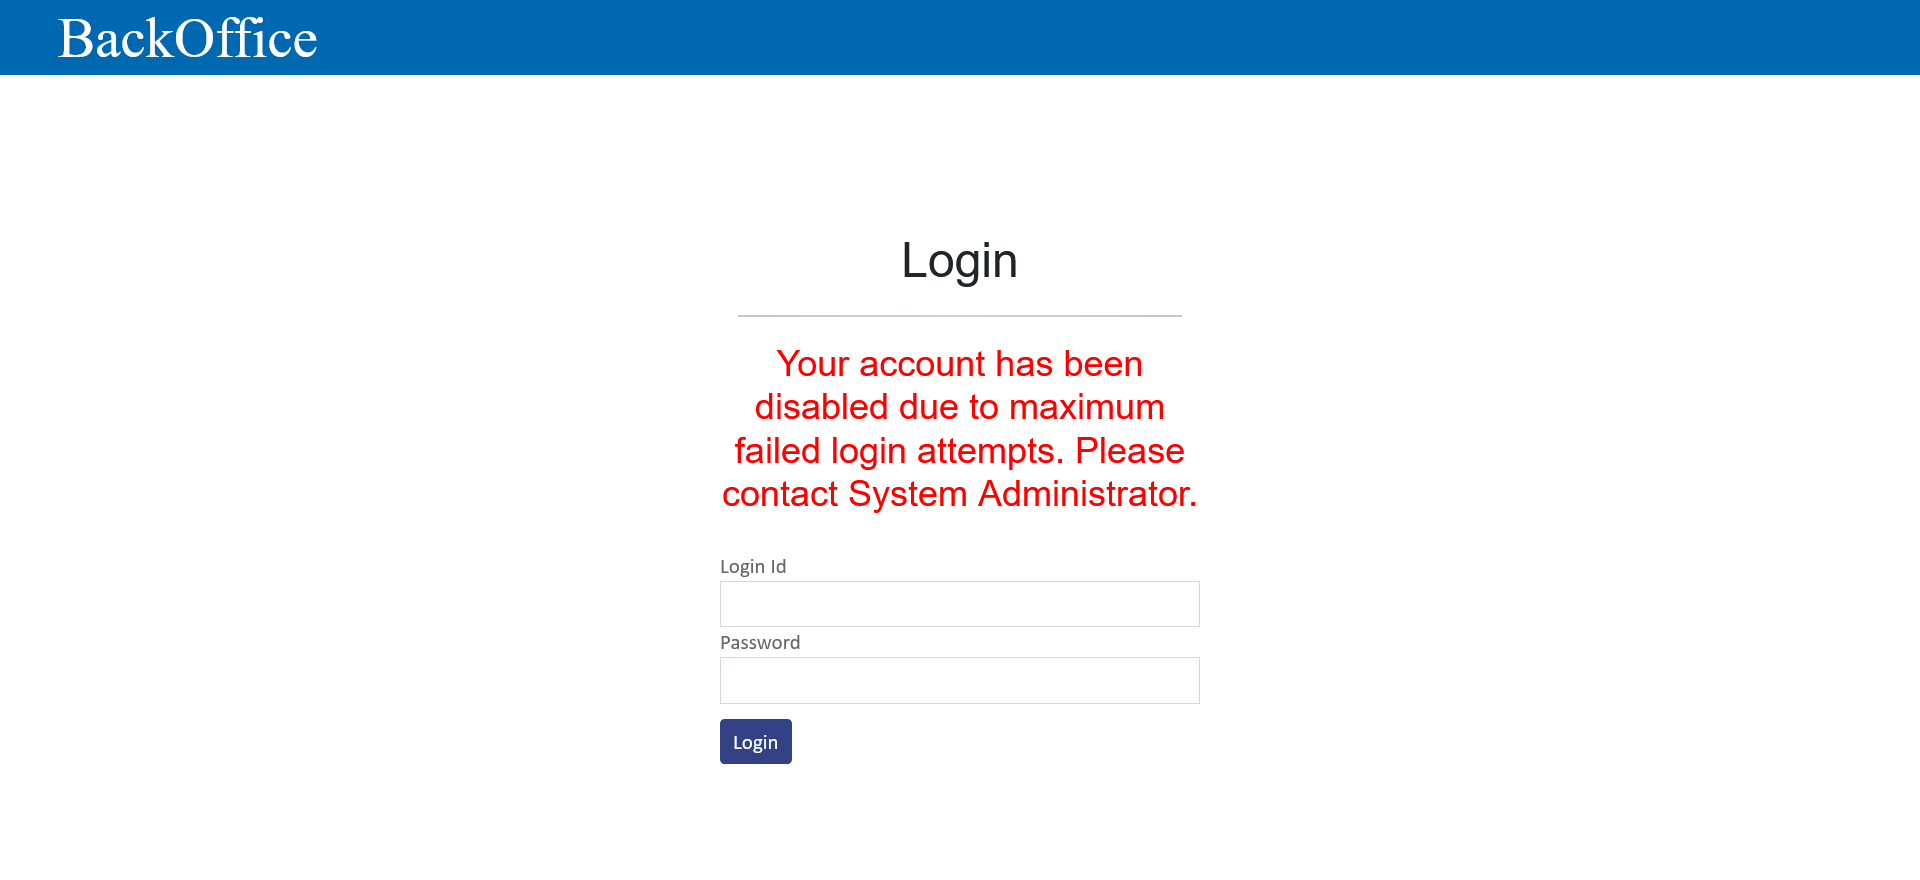 BackOffice
Login
Your account has been
disabled due to maximum
failed login attempts. Please
contact System Administrator.
Login Id
Password
Login